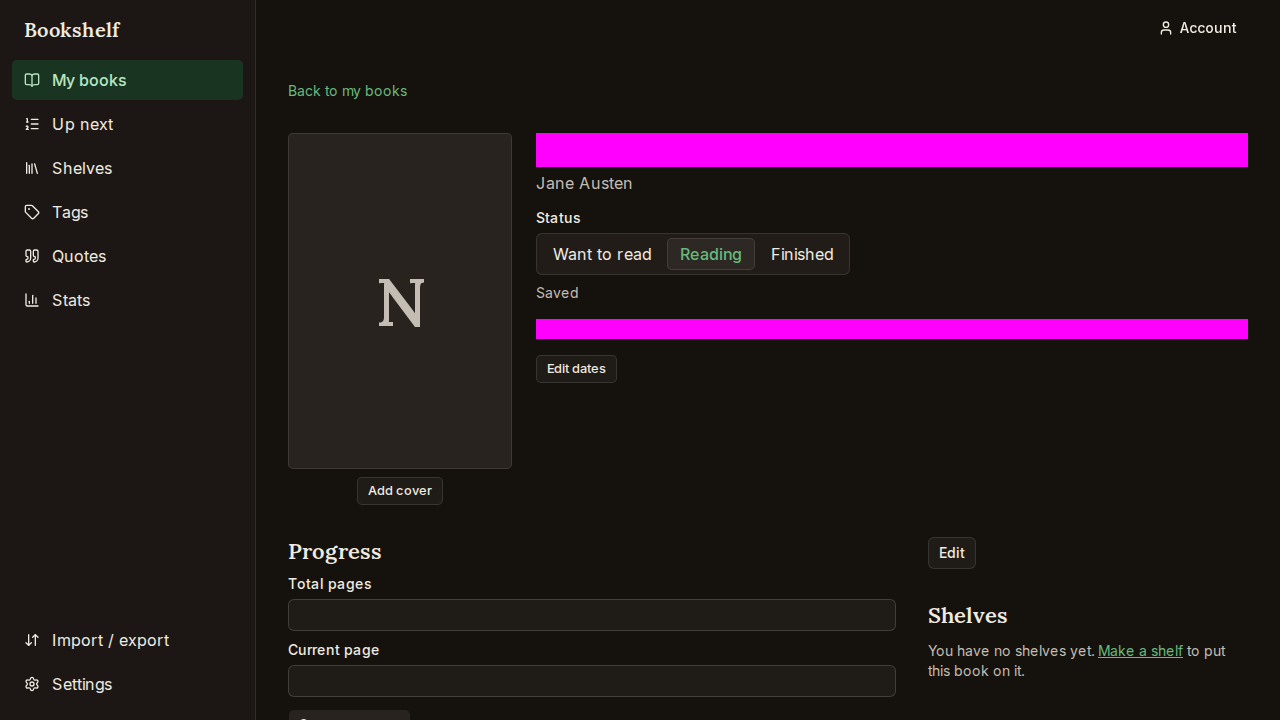 Bookshelf
Account
My books
Up next
Shelves
Tags
Quotes
Stats
Import / export
Settings
Back to my books
N
Add cover
Jane Austen
Status
Want to read
Reading
Finished
Saved
Edit dates
Progress
Total pages
Current page
Edit
Shelves
You have no shelves yet. Make a shelf to put
this book on it.